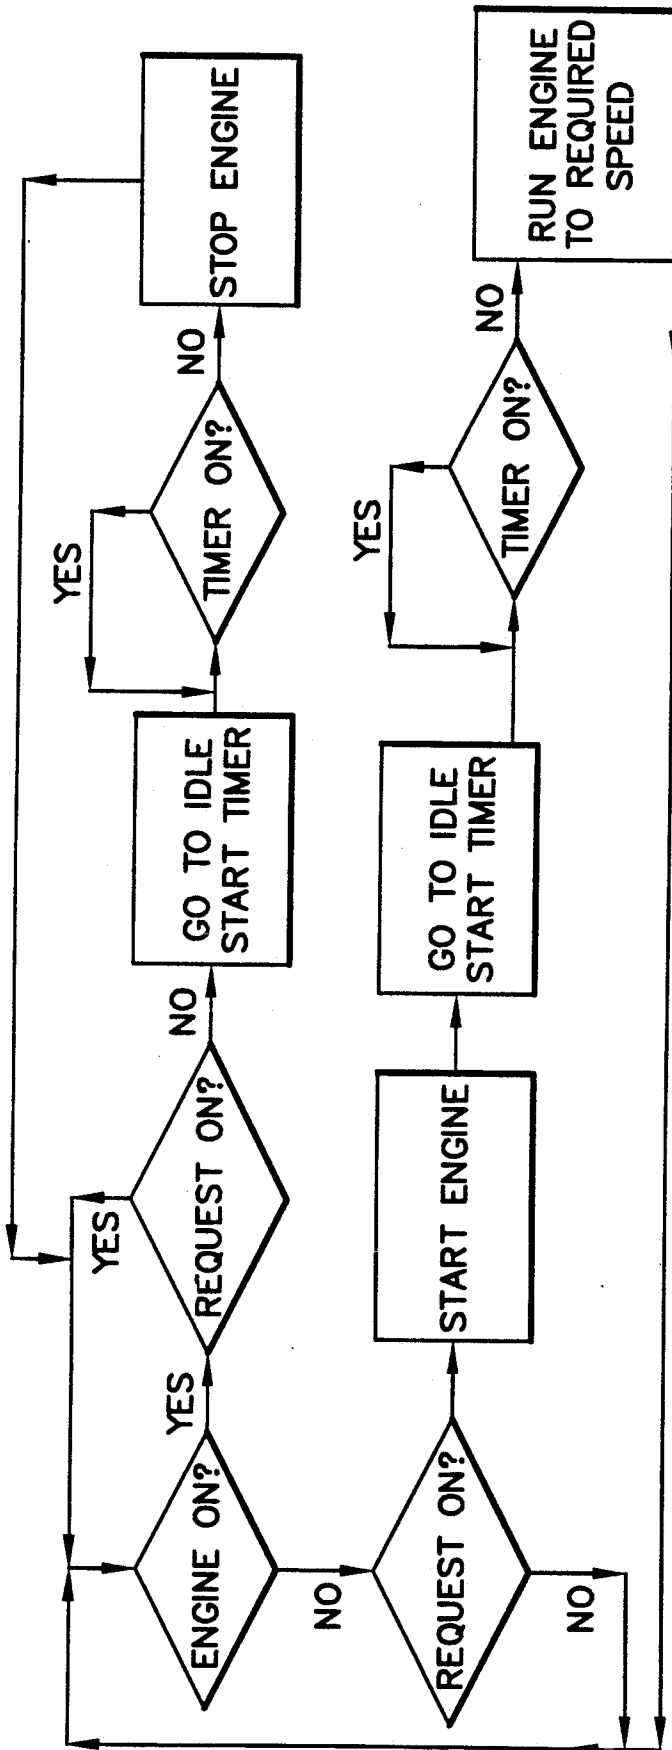 ENGINE ON?
YES
REQUEST ON?
YES
NO
GO TO IDLE
START TIMER
YES
TIMER ON?
NO
STOP ENGINE
NO
REQUEST ON?
NO
START ENGINE
GO TO IDLE
START TIMER
YES
TIMER ON?
NO
RUN ENGINE
TO REQUIRED
SPEED